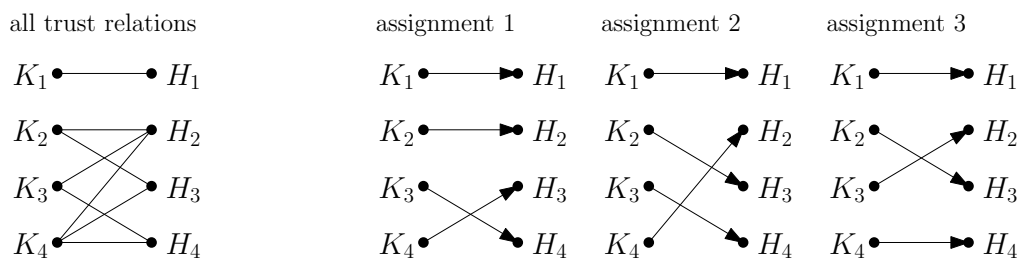 all trust relations assignment 1 assignment 2 assignment 3
K₁ H₁ K₁ H₁ K₁ H₁ K₁ H₁
K₂ H₂ K₂ H₂ K₂ H₂ K₂ H₂
K₃ H₃ K₃ H₃ K₃ H₃ K₃ H₃
K₄ H₄ K₄ H₄ K₄ H₄ K₄ H₄